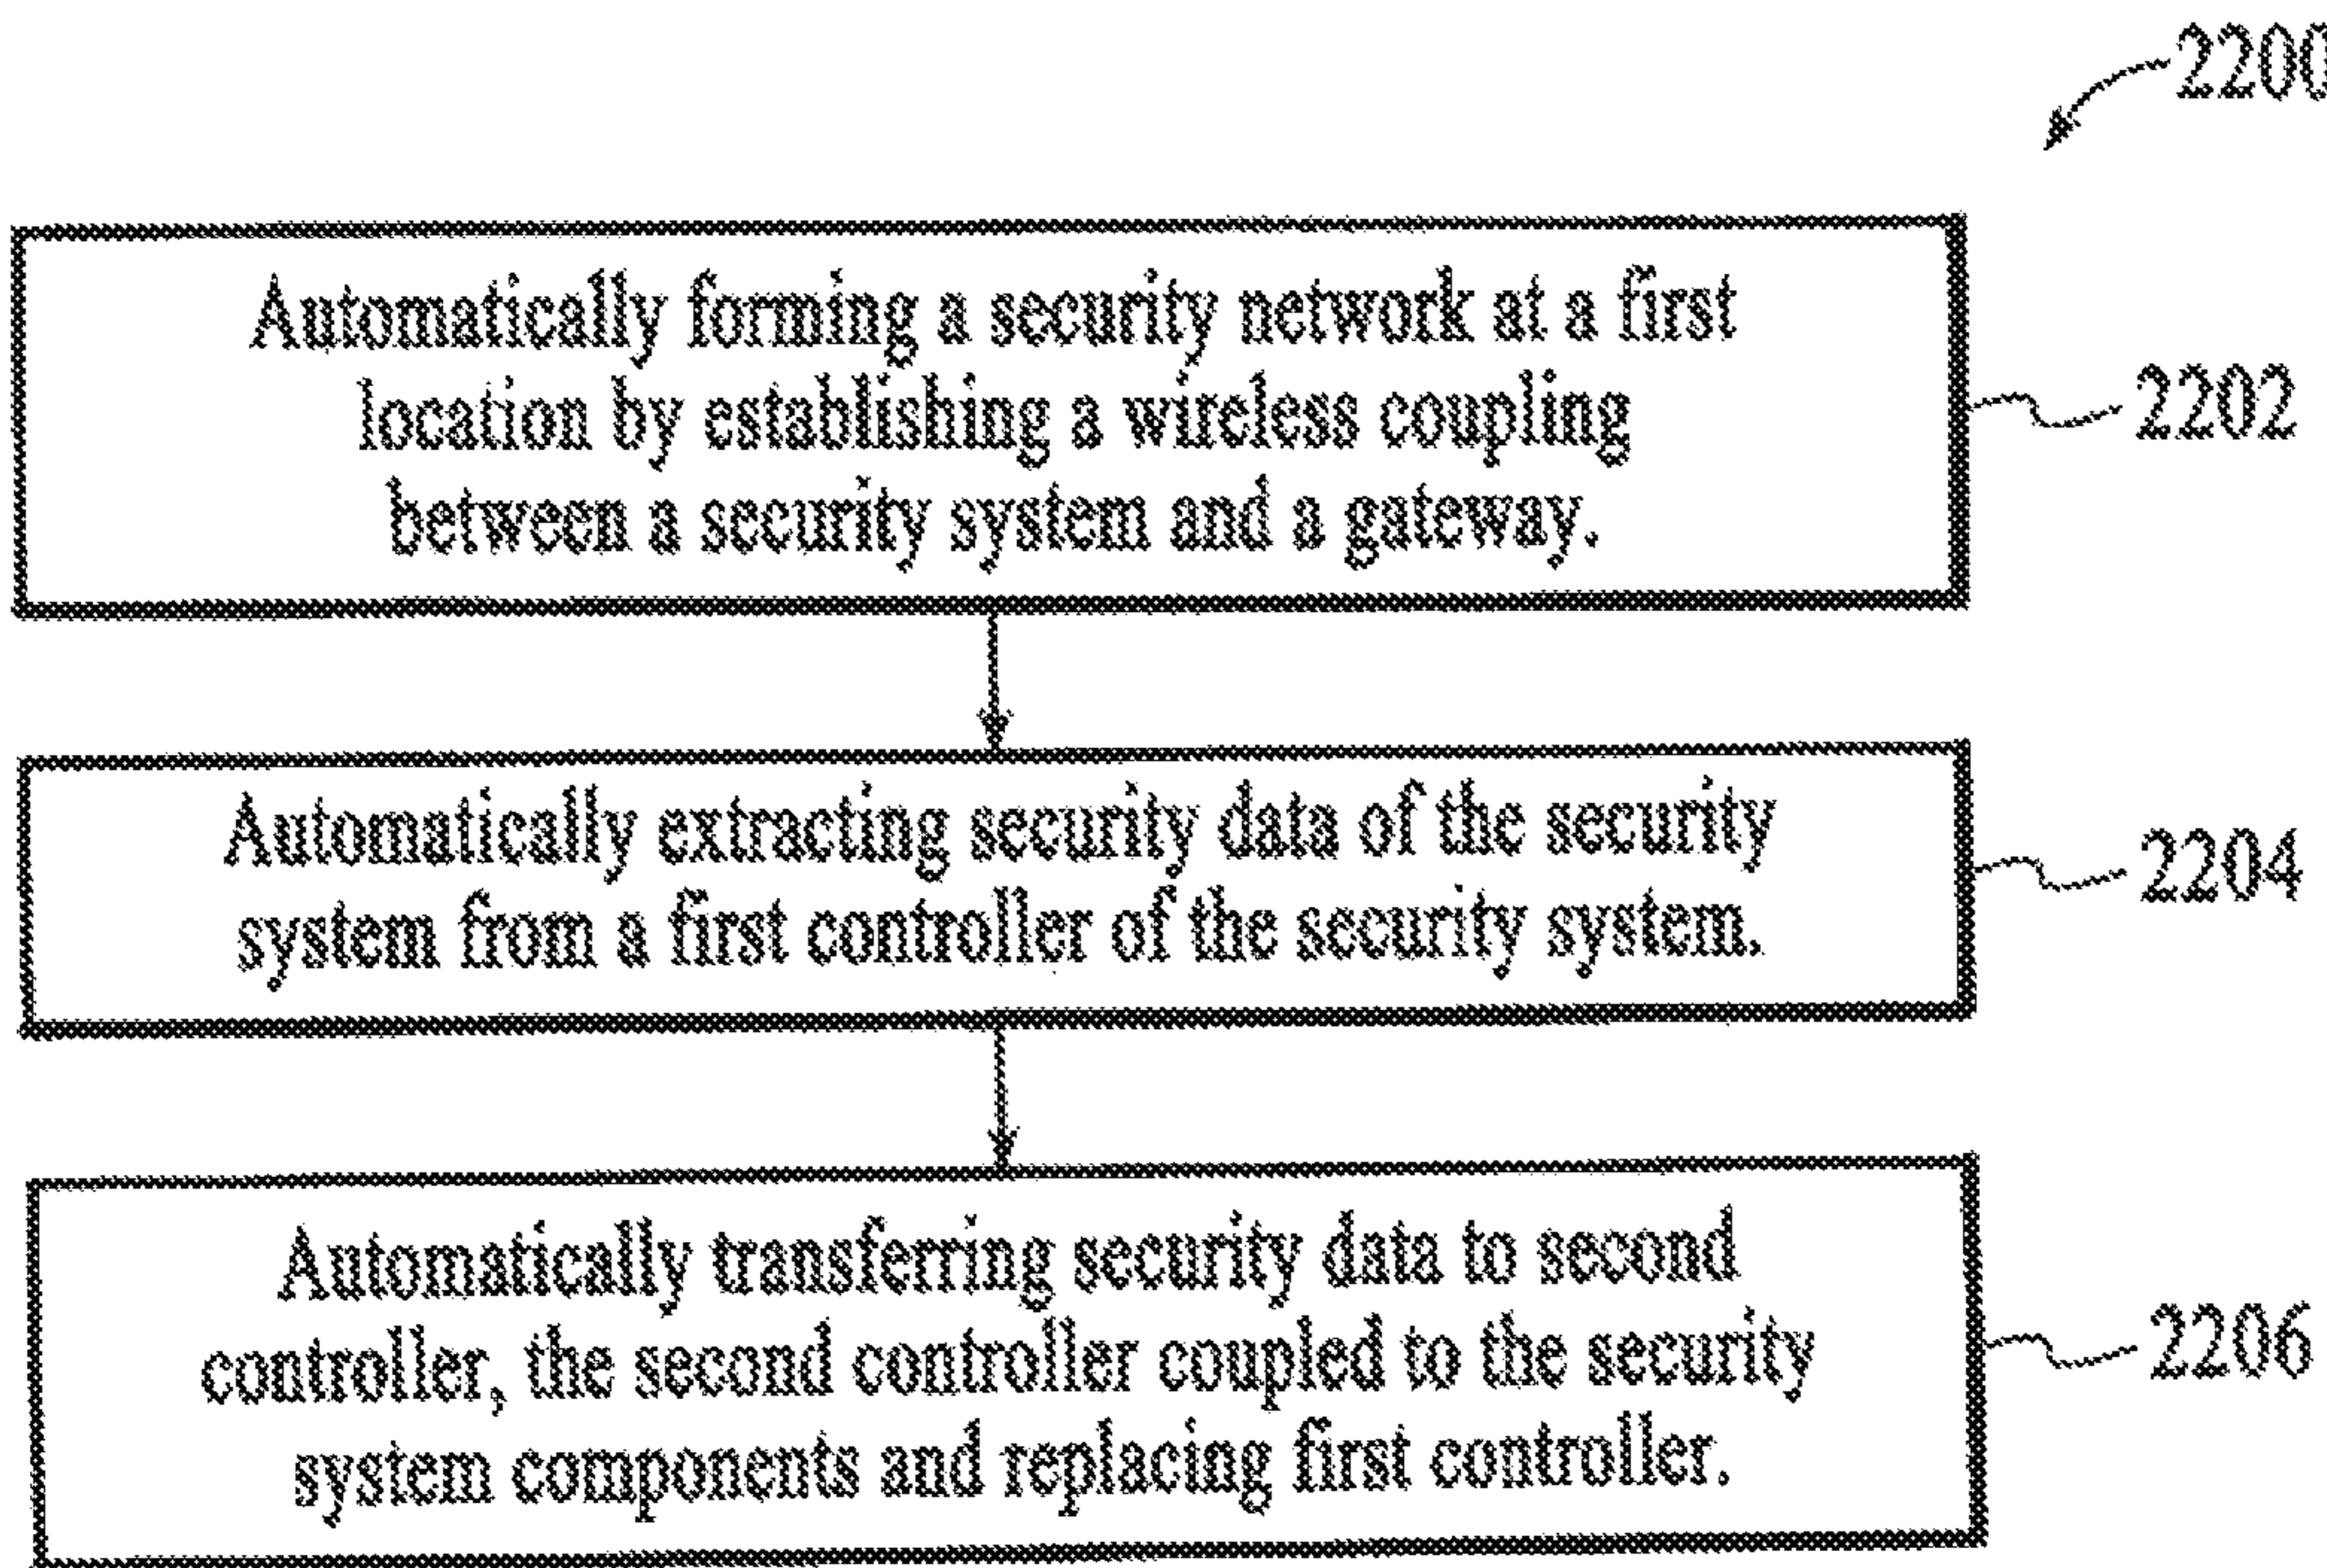 2200
Automatically forming a security network at a first
location by establishing a wireless coupling
between a security system and a gateway.
2202
Automatically extracting security data of the security
system from a first controller of the security system.
2204
Automatically transferring security data to second
controller, the second controller coupled to the security
system components and replacing first controller.
2206